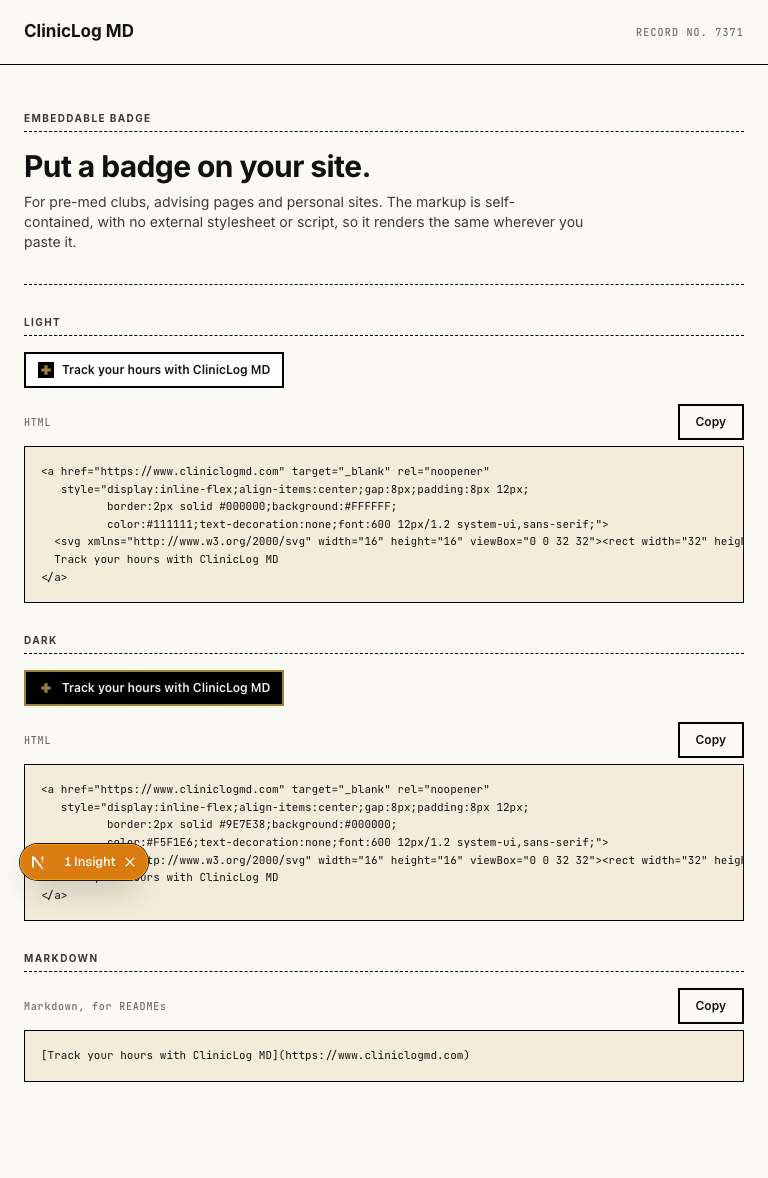 ClinicLog MD
RECORD NO. 7371
EMBEDDABLE BADGE
Put a badge on your site.
For pre-med clubs, advising pages and personal sites. The markup is self-
contained, with no external stylesheet or script, so it renders the same wherever you
paste it.
LIGHT
Track your hours with ClinicLog MD
HTML
Copy
<a href="https://www.cliniclogmd.com" target="_blank" rel="noopener"
style="display:inline-flex;align-items:center;gap:8px;padding:8px 12px;
border:2px solid #000000;background:#FFFFFF;
color:#111111;text-decoration:none;font:600 12px/1.2 system-ui,sans-serif;">
<svg xmlns="http://www.w3.org/2000/svg" width="16" height="16" viewBox="0 0 32 32"><rect width="32" heigh
Track your hours with ClinicLog MD
</a>
DARK
Track your hours with ClinicLog MD
HTML
Copy
<a href="https://www.cliniclogmd.com" target="_blank" rel="noopener"
style="display:inline-flex;align-items:center;gap:8px;padding:8px 12px;
border:2px solid #9E7E38;background:#000000;
color:#F5F1E6;text-decoration:none;font:600 12px/1.2 system-ui,sans-serif;">
tp://www.w3.org/2000/svg" width="16" height="16" viewBox="0 0 32 32"><rect width="32" heigh
1 Insight
ours with ClinicLog MD
</a>
MARKDOWN
Markdown, for READMEs
Copy
[Track your hours with ClinicLog MD](https://www.cliniclogmd.com)